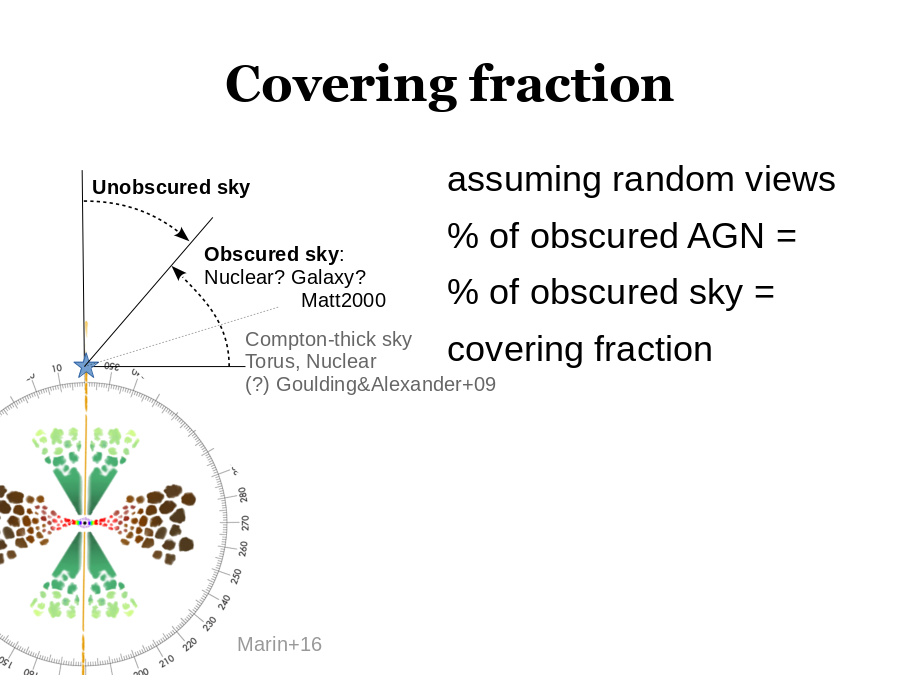 Covering fraction
Unobscured sky
Obscured sky:
Nuclear? Galaxy?
Matt2000
Compton-thick sky
Torus, Nuclear
(?) Goulding&Alexander+09
assuming random views
% of obscured AGN =
% of obscured sky =
covering fraction
10
350
280
270
260
250
240
230
220
210
150
Marin+16